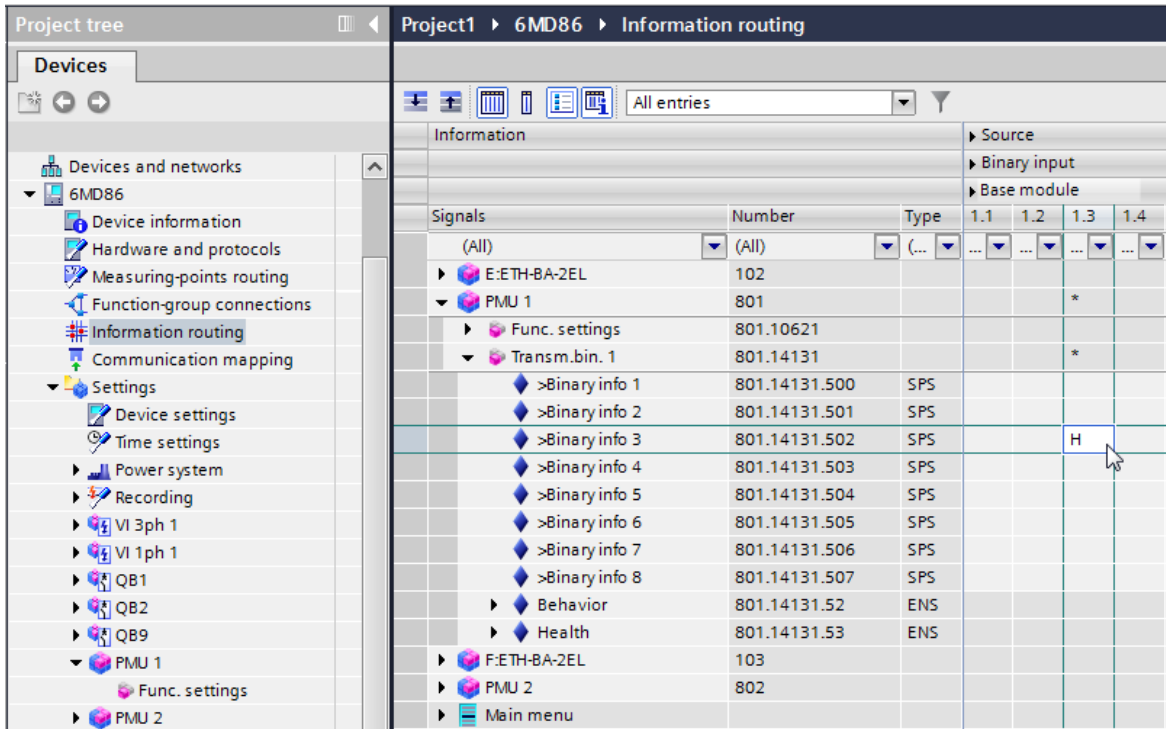 Project tree
Devices
Devices and networks
6MD86
Device information
Hardware and protocols
Measuring-points routing
Function-group connections
Information routing
Communication mapping
Settings
Device settings
Time settings
Power system
Recording
VI 3ph 1
VI 1ph 1
QB1
QB2
QB9
PMU 1
Func. settings
PMU 2
Project1 6MD86 Information routing
All entries
Information Source
Binary input
Base module
Signals Number Type 1.1 1.2 1.3 1.4
(All) (All) (... ... ... ... ...
E:ETH-BA-2EL 102
PMU 1 801 *
Func. settings 801.10621
Transm.bin. 1 801.14131 *
>Binary info 1 801.14131.500 SPS
>Binary info 2 801.14131.501 SPS
>Binary info 3 801.14131.502 SPS H
>Binary info 4 801.14131.503 SPS
>Binary info 5 801.14131.504 SPS
>Binary info 6 801.14131.505 SPS
>Binary info 7 801.14131.506 SPS
>Binary info 8 801.14131.507 SPS
Behavior 801.14131.52 ENS
Health 801.14131.53 ENS
F:ETH-BA-2EL 103
PMU 2 802
Main menu